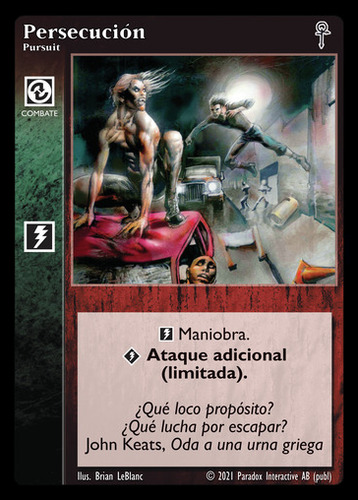 Persecución
Pursuit
COMBATE
Maniobra.
Ataque adicional
(limitada).
¿Qué loco propósito?
¿Qué lucha por escapar?
John Keats, Oda a una urna griega
Ilus. Brian LeBlanc
© 2021 Paradox Interactive AB (publ)